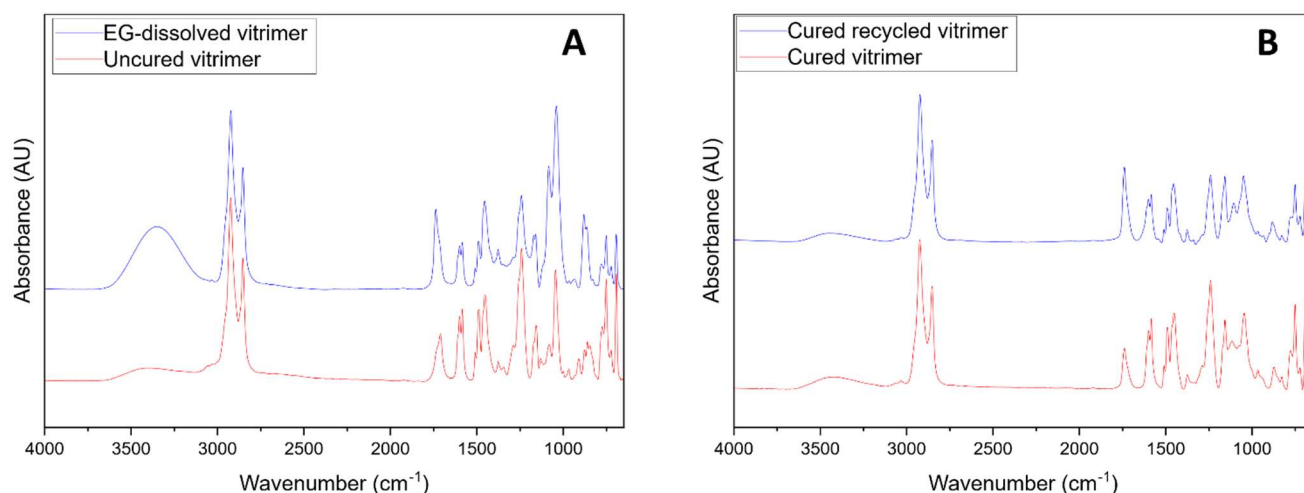 EG-dissolved vitrimer
Uncured vitrimer
A
Absorbance (AU)
4000 3500 3000 2500 2000 1500 1000
Wavenumber (cm⁻¹)
Cured recycled vitrimer
Cured vitrimer
B
Absorbance (AU)
4000 3500 3000 2500 2000 1500 1000
Wavenumber (cm⁻¹)